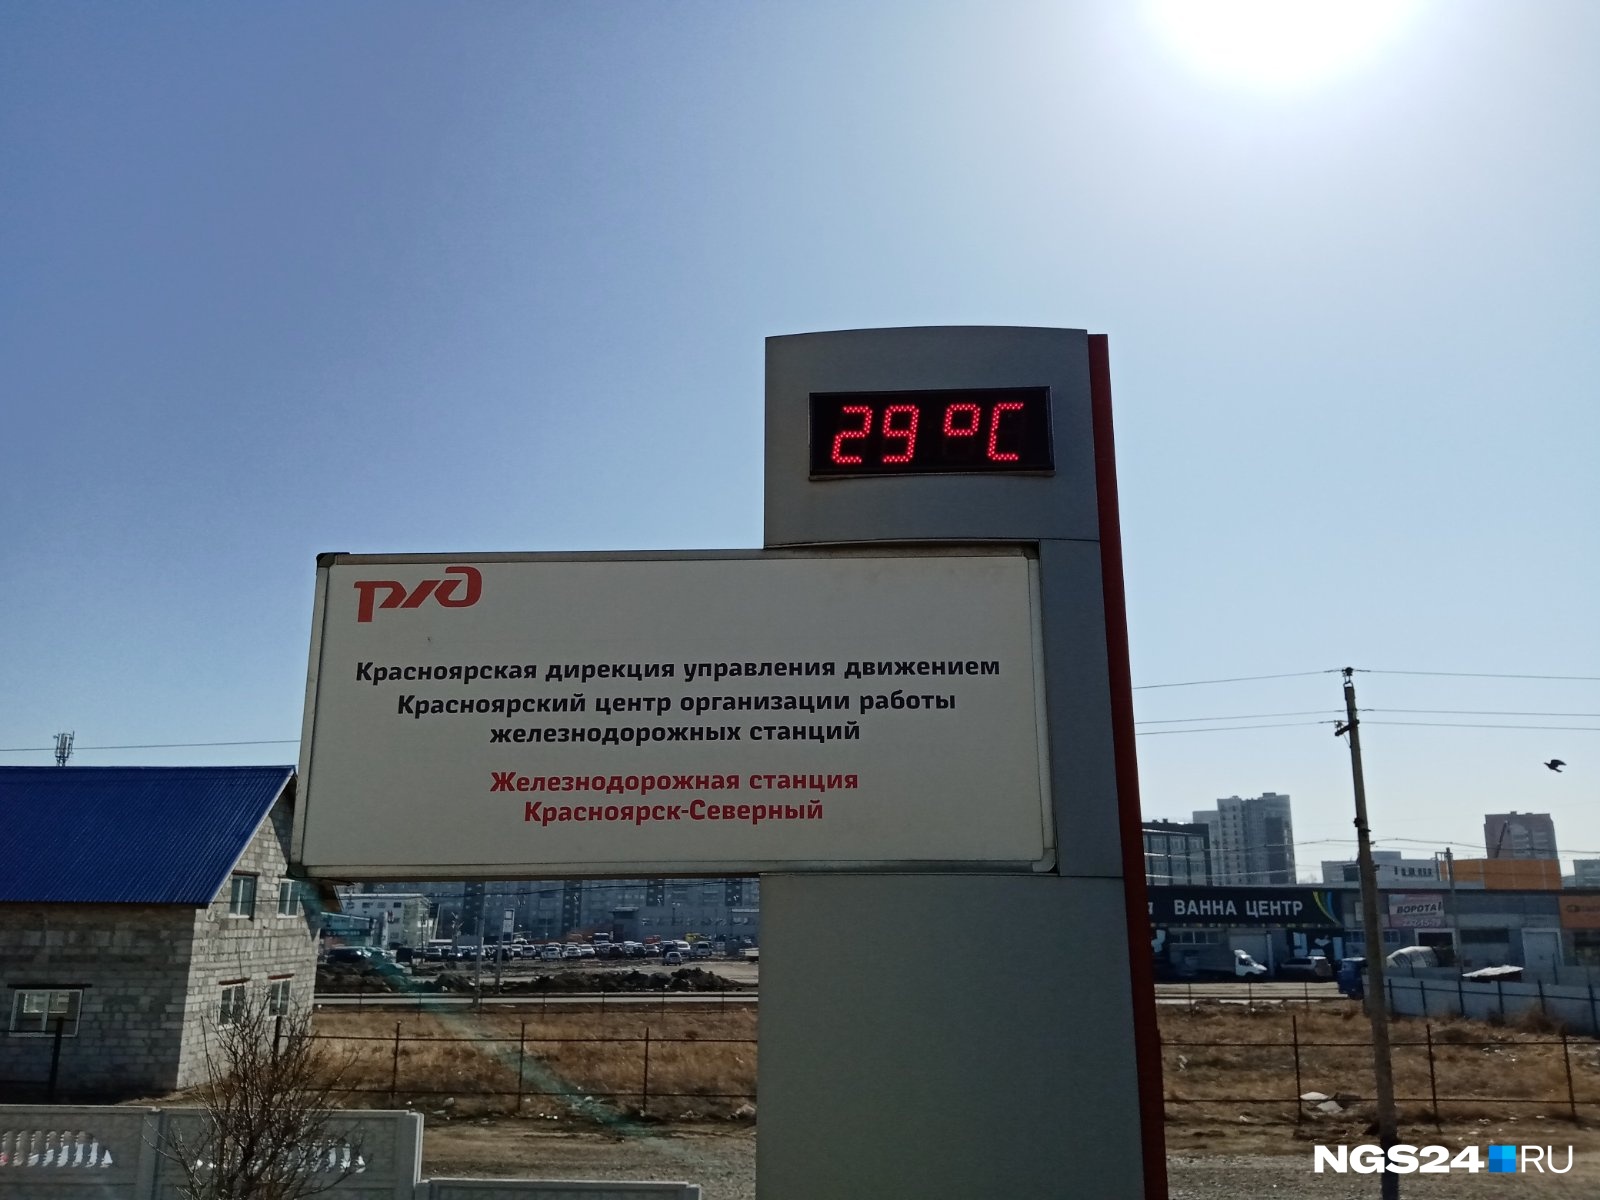 29 °C
РЖД
Красноярская дирекция управления движением
Красноярский центр организации работы
железнодорожных станций
Железнодорожная станция
Красноярск-Северный
ВАННА ЦЕНТР
ВОРОТА
NGS24.RU